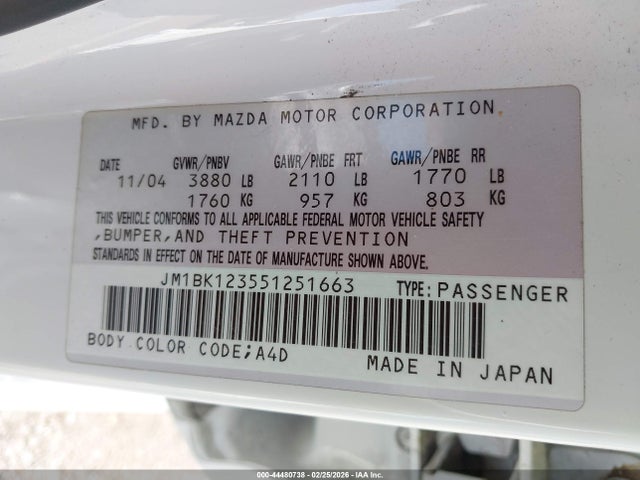 MFD. BY MAZDA MOTOR CORPORATION
DATE GVWR/PNBV GAWR/PNBE FRT GAWR/PNBE RR
11/04 3880 LB 2110 LB 1770 LB
1760 KG 957 KG 803 KG
THIS VEHICLE CONFORMS TO ALL APPLICABLE FEDERAL MOTOR VEHICLE SAFETY
,BUMPER,AND THEFT PREVENTION
STANDARDS IN EFFECT ON THE DATE OF MANUFACTURE SHOWN ABOVE.
JM1BK123551251663 TYPE:PASSENGER
BODY COLOR CODE;A4D
MADE IN JAPAN
000-44480738 - 02/25/2026 - IAA Inc.